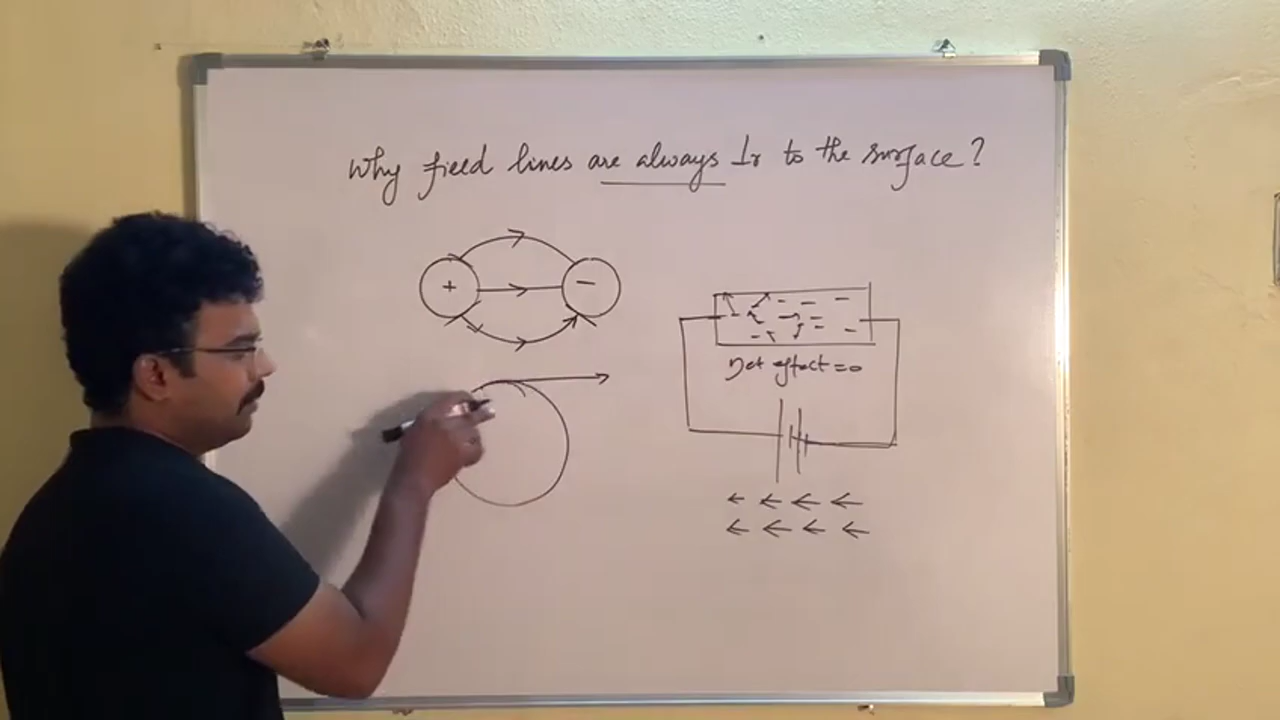 Why field lines are always ⊥r to the surface?
+
−
Net effect = 0